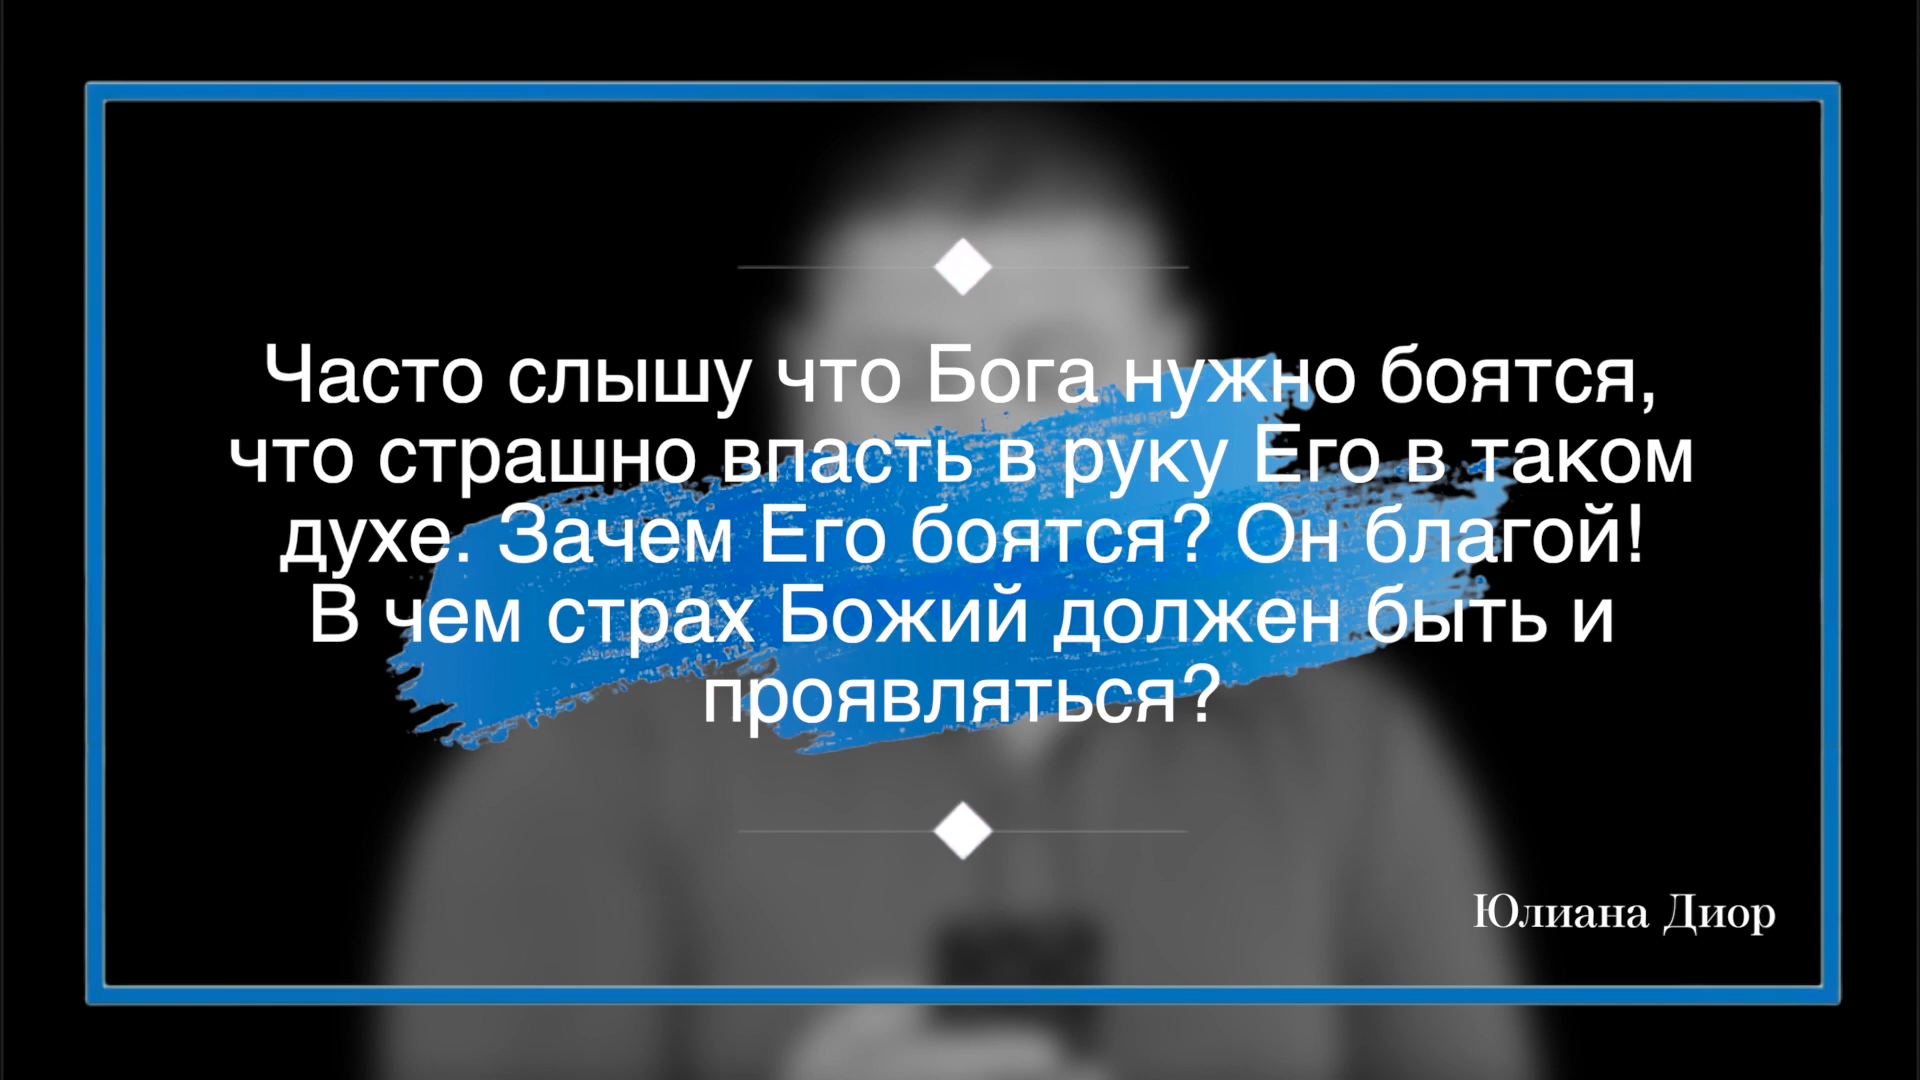 Часто слышу что Бога нужно боятся,
что страшно впасть в руку Его в таком
духе. Зачем Его боятся? Он благой!
В чем страх Божий должен быть и
проявляться?
Юлиана Диор